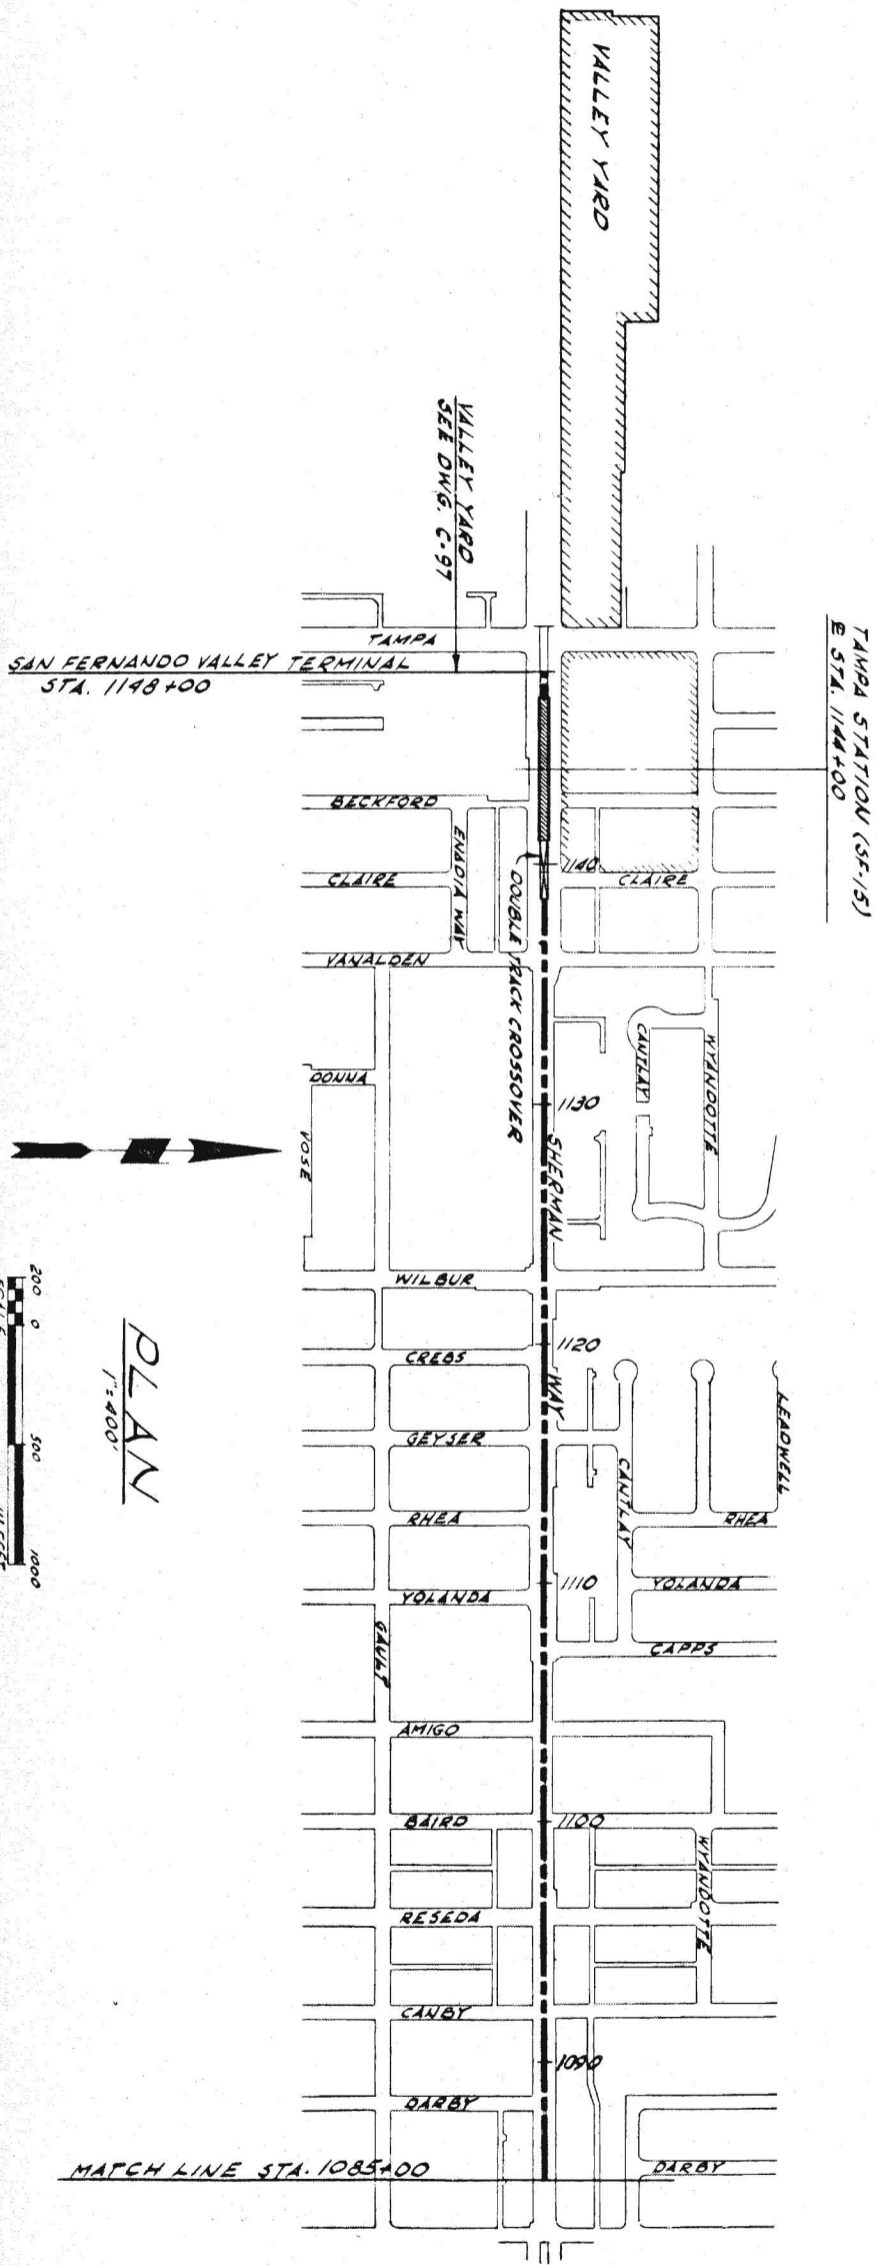 VALLEY YARD
TAMPA STATION (SF-15)
℄ STA. 1144+00
VALLEY YARD
SEE DWG. C-97
TAMPA
SAN FERNANDO VALLEY TERMINAL
STA. 1148+00
BECKFORD
ENADIA WAY
1140
CLAIRE
CLAIRE
DOUBLE TRACK CROSSOVER
VANALDEN
CANTLAY
WYANDOTTE
DONNA
1130
VOSE
SHERMAN
WILBUR
1120
CREBS
WAY
LEADWELL
GEYSER
CANTLAY
RHEA
RHEA
PLAN
1"=400'
200 0 500 1000
1110
YOLANDA
YOLANDA
GAULT
CAPPS
AMIGO
BAIRD
1100
WYANDOTTE
RESEDA
CANBY
1090
DARBY
MATCH LINE STA. 1085+00
DARBY